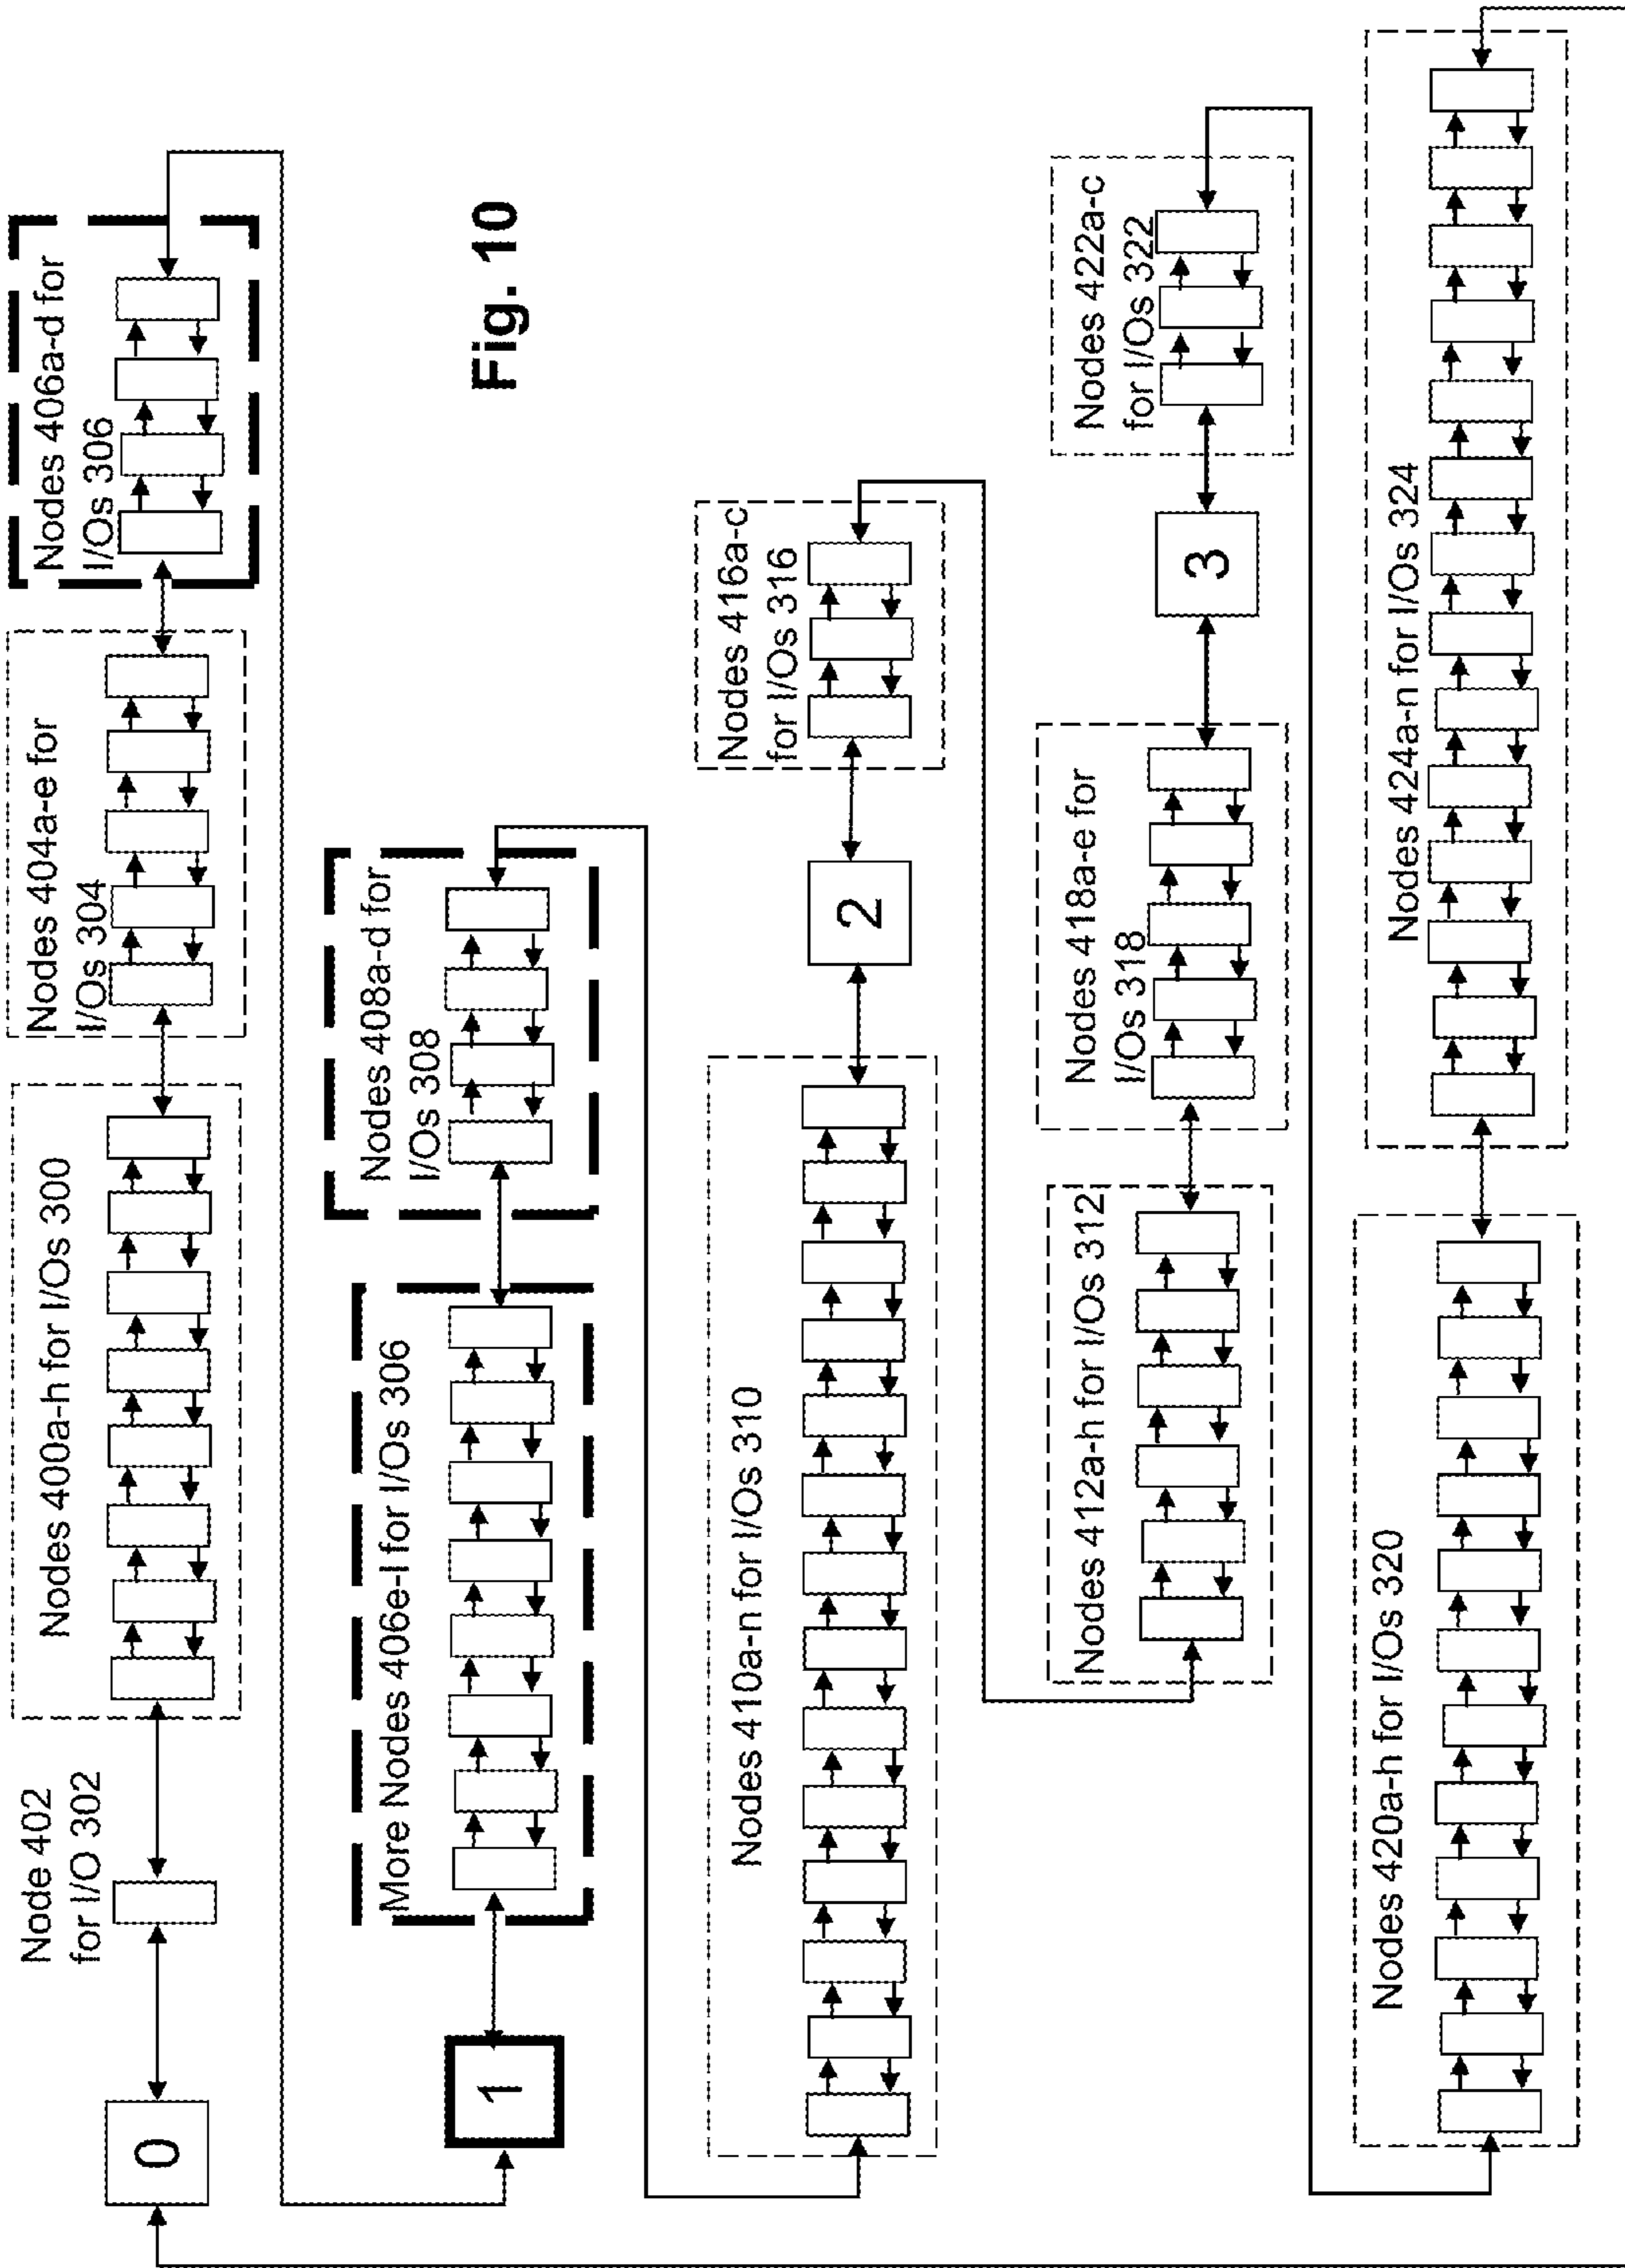 0
Node 402
for I/O 302
Nodes 400a-h for I/Os 300
Nodes 404a-e for
I/Os 304
Nodes 406a-d for
I/Os 306
1
More Nodes 406e-l for I/Os 306
Nodes 408a-d for
I/Os 308
Fig. 10
Nodes 410a-n for I/Os 310
2
Nodes 416a-c
for I/Os 316
Nodes 412a-h for I/Os 312
Nodes 418a-e for
I/Os 318
3
Nodes 422a-c
for I/Os 322
Nodes 420a-h for I/Os 320
Nodes 424a-n for I/Os 324